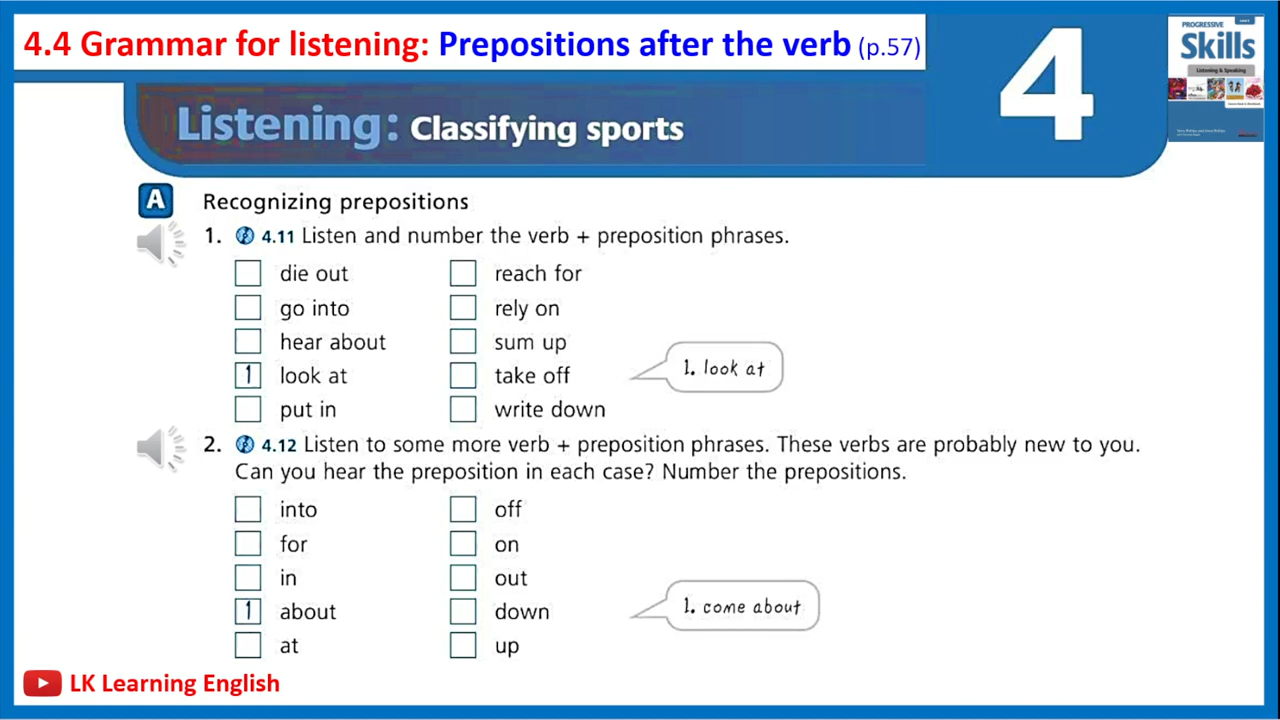 4.4 Grammar for listening: Prepositions after the verb (p.57)
4
PROGRESSIVE
Skills
Listening & Speaking
Listening: Classifying sports
A Recognizing prepositions
1. 4.11 Listen and number the verb + preposition phrases.
die out
reach for
go into
rely on
hear about
sum up
1 look at
take off
1. look at
put in
write down
2. 4.12 Listen to some more verb + preposition phrases. These verbs are probably new to you.
Can you hear the preposition in each case? Number the prepositions.
into
off
for
on
in
out
1 about
down
1. come about
at
up
LK Learning English